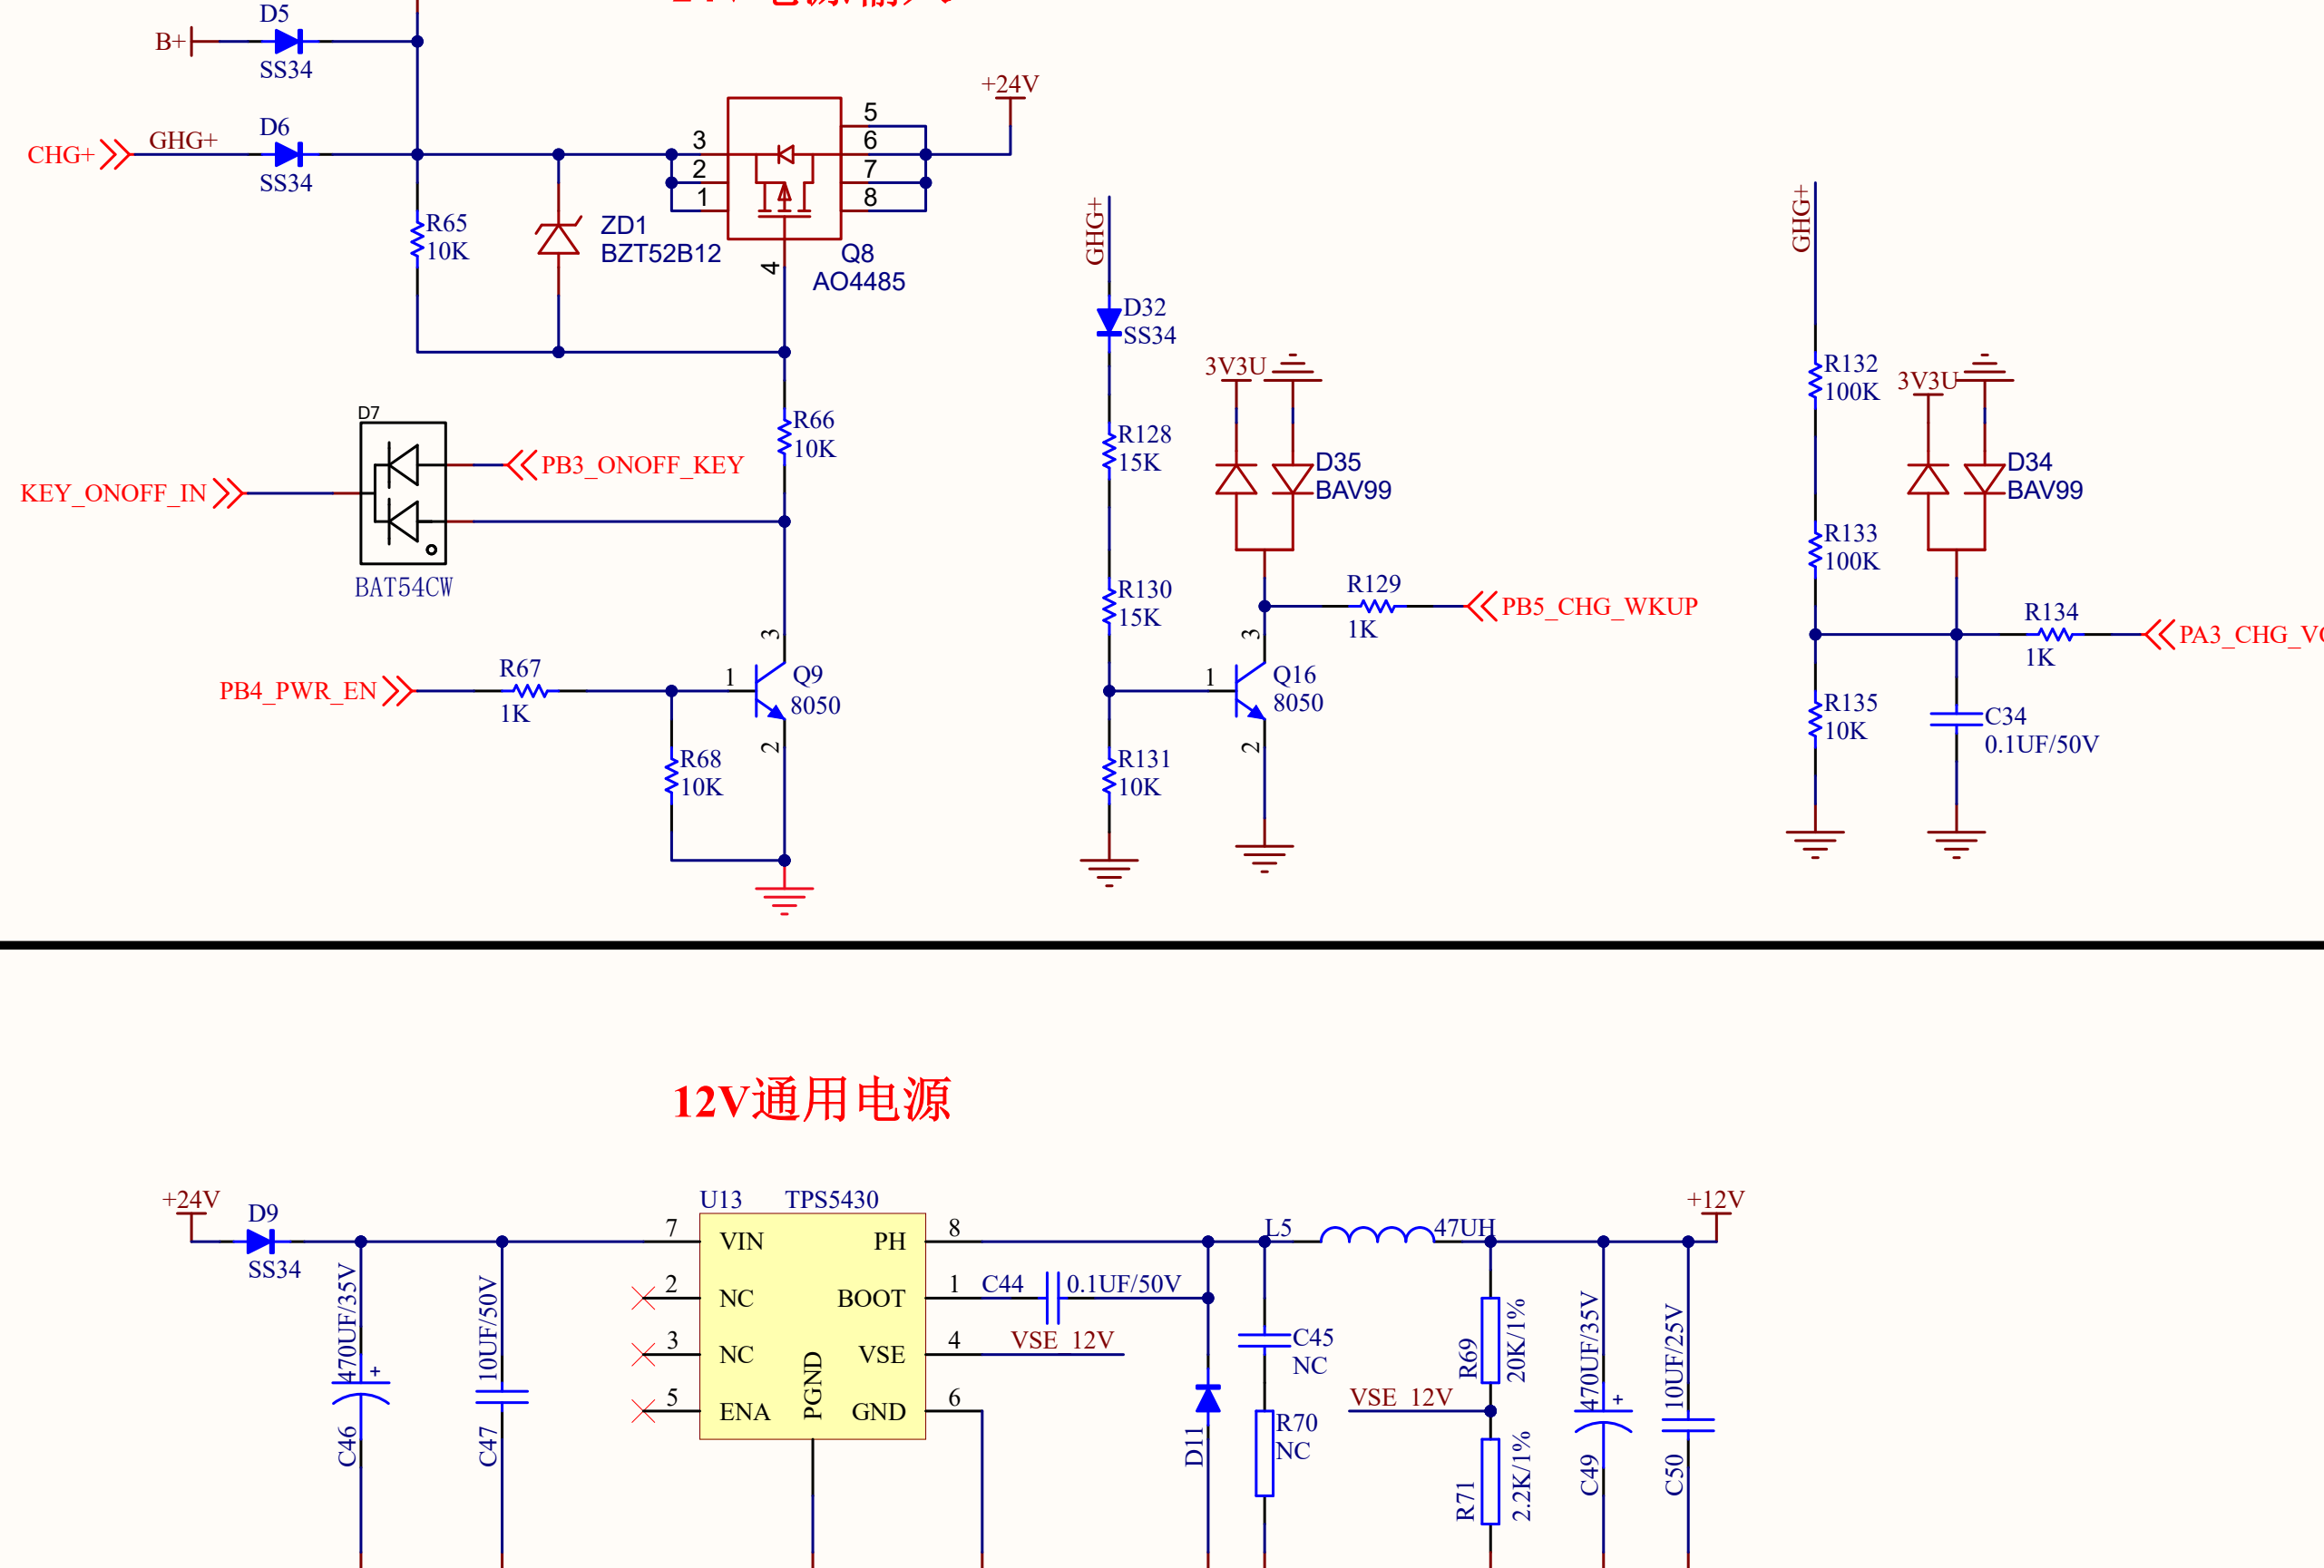 D5
B+
SS34
+24V
D6
CHG+
GHG+
SS34
3
2
1
5
6
7
8
4
R65
10K
ZD1
BZT52B12
Q8
AO4485
D7
PB3_ONOFF_KEY
KEY_ONOFF_IN
BAT54CW
R66
10K
PB4_PWR_EN
R67
1K
1
3
2
Q9
8050
R68
10K
GHG+
D32
SS34
R128
15K
R130
15K
R131
10K
3V3U
D35
BAV99
R129
1K
PB5_CHG_WKUP
1
3
2
Q16
8050
GHG+
R132
100K
R133
100K
R135
10K
3V3U
D34
BAV99
R134
1K
PA3_CHG_V
C34
0.1UF/50V
12V通用电源
+24V
D9
SS34
470UF/35V
+
C46
10UF/50V
C47
U13
TPS5430
7
VIN
2
NC
3
NC
5
ENA
PGND
PH
8
BOOT
1
VSE
4
GND
6
C44
0.1UF/50V
VSE_12V
D11
C45
NC
R70
NC
L5
47UH
R69
20K/1%
VSE_12V
R71
2.2K/1%
470UF/35V
+
C49
10UF/25V
C50
+12V